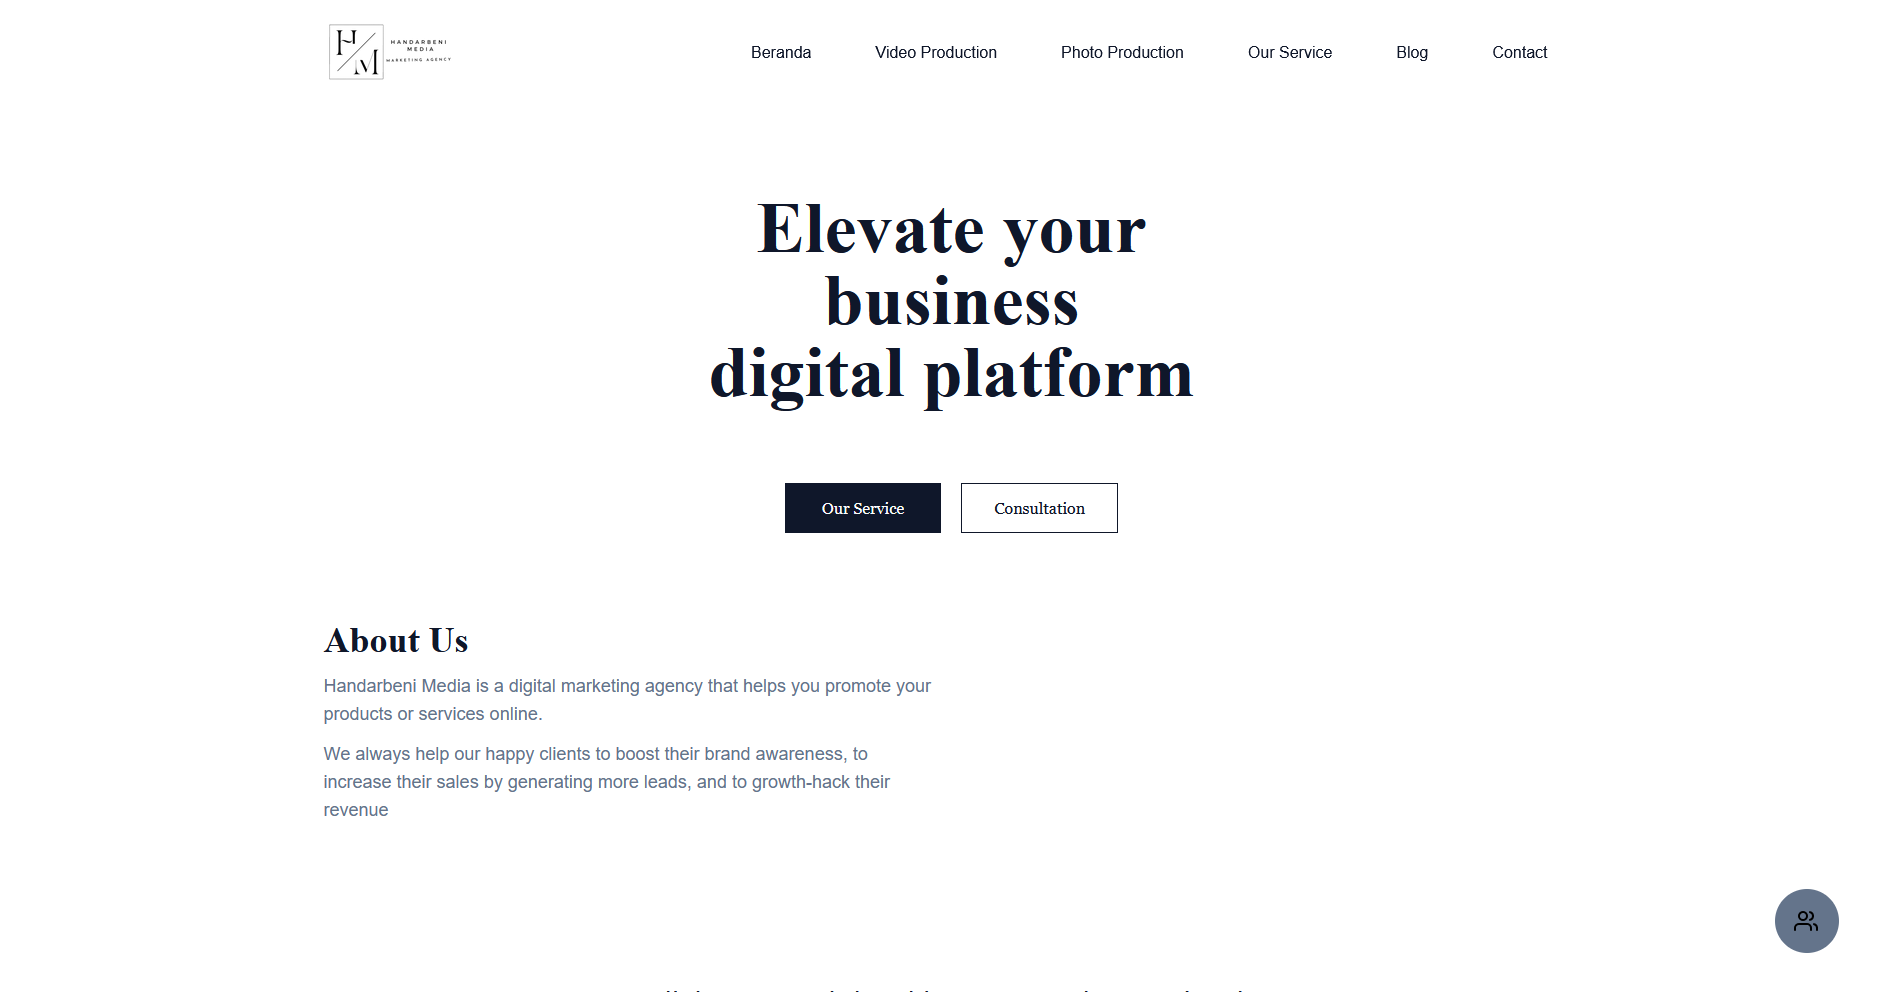 HM
HANDARBENI
MEDIA
MARKETING AGENCY
Beranda
Video Production
Photo Production
Our Service
Blog
Contact
Elevate your
business
digital platform
Our Service
Consultation
About Us
Handarbeni Media is a digital marketing agency that helps you promote your
products or services online.
We always help our happy clients to boost their brand awareness, to
increase their sales by generating more leads, and to growth-hack their
revenue